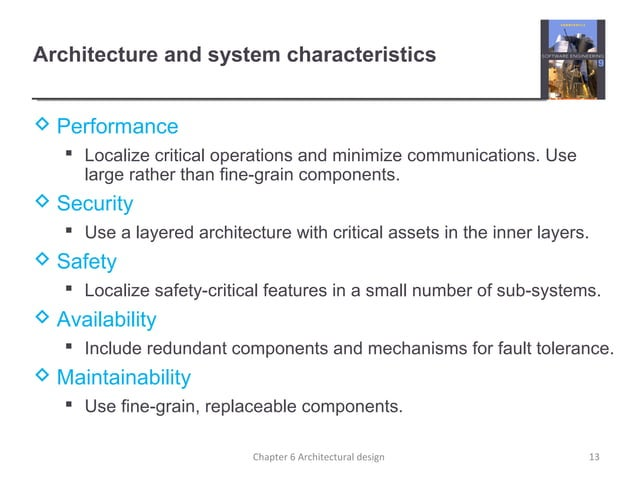 Architecture and system characteristics
SOFTWARE ENGINEERING
9
Performance
Localize critical operations and minimize communications. Use
large rather than fine-grain components.
Security
Use a layered architecture with critical assets in the inner layers.
Safety
Localize safety-critical features in a small number of sub-systems.
Availability
Include redundant components and mechanisms for fault tolerance.
Maintainability
Use fine-grain, replaceable components.
Chapter 6 Architectural design
13